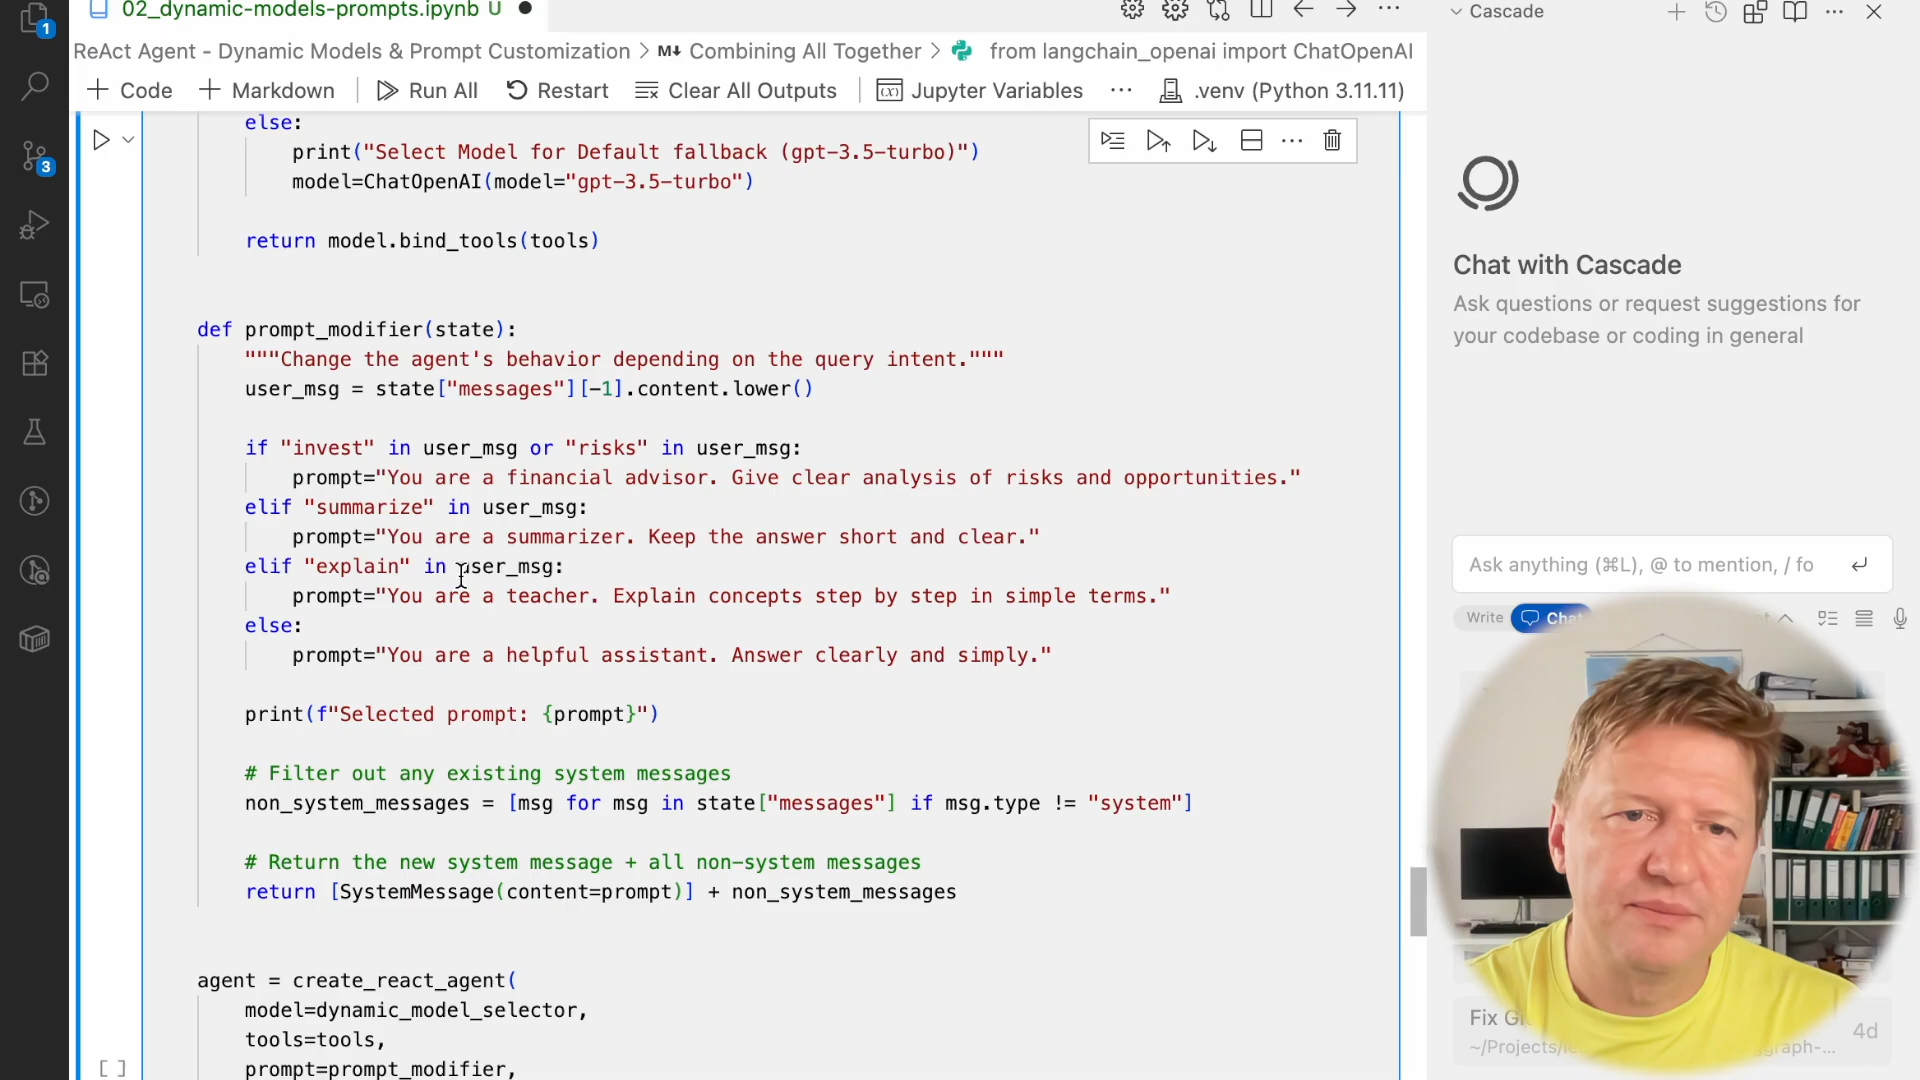 02_dynamic-models-prompts.ipynb U
Cascade
1
ReAct Agent - Dynamic Models & Prompt Customization > M↓ Combining All Together > from langchain_openai import ChatOpenAI
+ Code + Markdown Run All Restart Clear All Outputs (x) Jupyter Variables ... .venv (Python 3.11.11)
else:
print("Select Model for Default fallback (gpt-3.5-turbo)")
model=ChatOpenAI(model="gpt-3.5-turbo")
3
return model.bind_tools(tools)
Chat with Cascade
Ask questions or request suggestions for
your codebase or coding in general
def prompt_modifier(state):
"""Change the agent's behavior depending on the query intent."""
user_msg = state["messages"][-1].content.lower()
if "invest" in user_msg or "risks" in user_msg:
prompt="You are a financial advisor. Give clear analysis of risks and opportunities."
elif "summarize" in user_msg:
prompt="You are a summarizer. Keep the answer short and clear."
elif "explain" in user_msg:
prompt="You are a teacher. Explain concepts step by step in simple terms."
else:
prompt="You are a helpful assistant. Answer clearly and simply."
Ask anything (⌘L), @ to mention, / fo
Write Chat
print(f"Selected prompt: {prompt}")
# Filter out any existing system messages
non_system_messages = [msg for msg in state["messages"] if msg.type != "system"]
# Return the new system message + all non-system messages
return [SystemMessage(content=prompt)] + non_system_messages
agent = create_react_agent(
model=dynamic_model_selector,
tools=tools,
prompt=prompt_modifier,
[ ]
Fix
4d
~/Projects/
graph-...